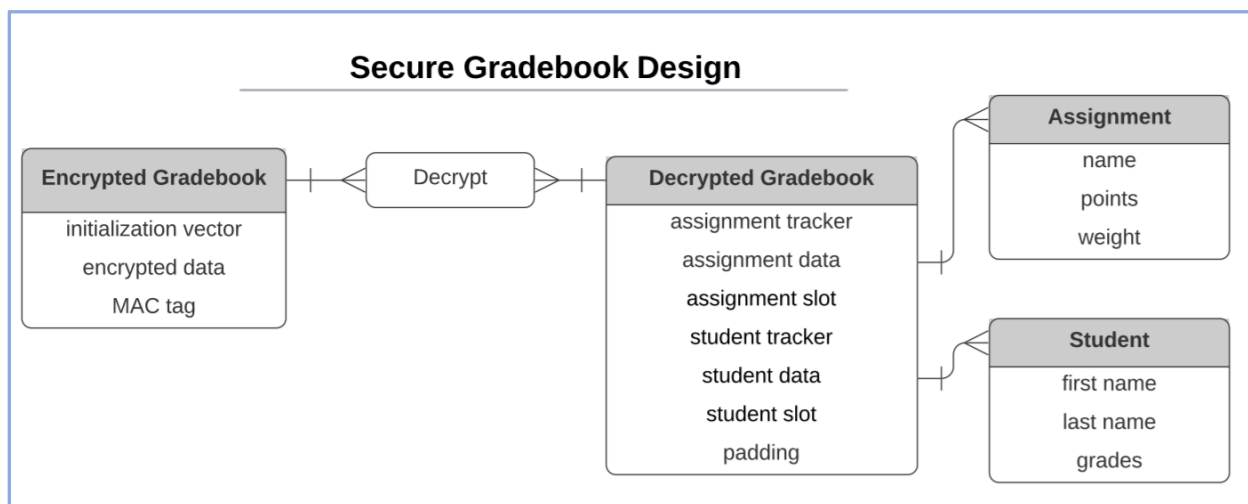 Secure Gradebook Design
Encrypted Gradebook
initialization vector
encrypted data
MAC tag
Decrypt
Decrypted Gradebook
assignment tracker
assignment data
assignment slot
student tracker
student data
student slot
padding
Assignment
name
points
weight
Student
first name
last name
grades